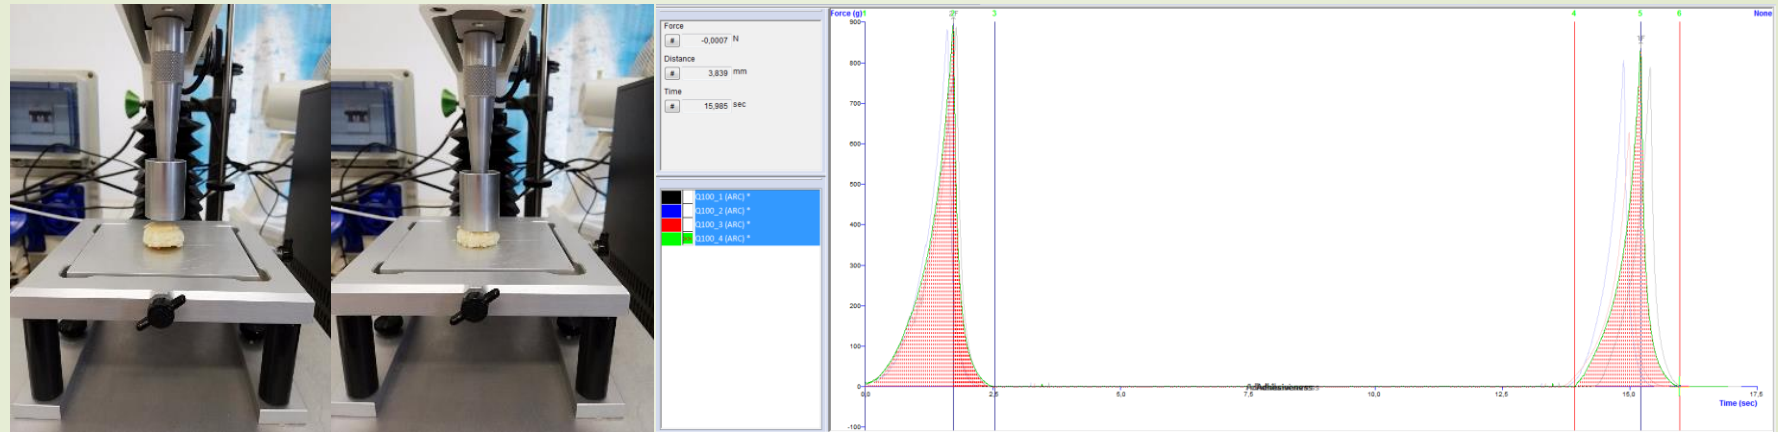 Force
# -0,0007 N
Distance
# 3,839 mm
Time
# 15,985 sec
Q100_1 (ARC) *
Q100_2 (ARC) *
Q100_3 (ARC) *
Q100_4 (ARC) *
Force (g) 1 2 F 3 4 5 6 None
900
800
700
600
500
400
300
200
100
0
-100
0,0 2,5 5,0 7,5 10,0 12,5 15,0 17,5
Time (sec)